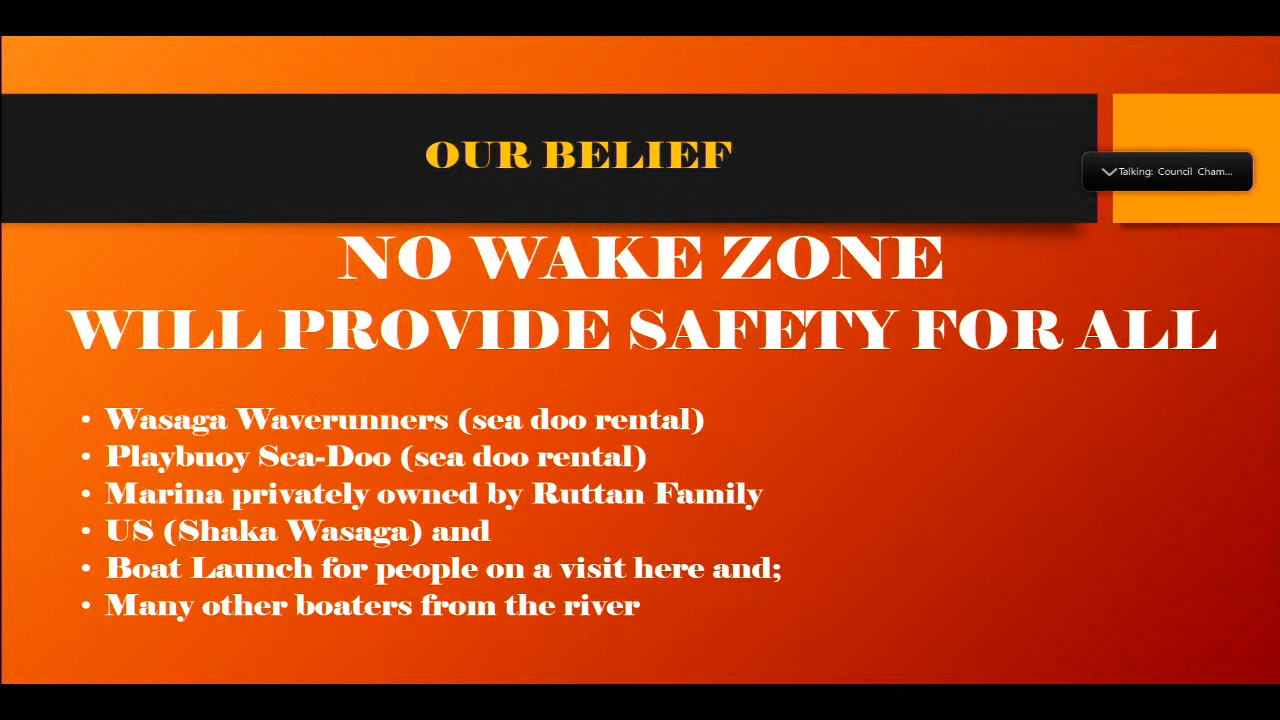 OUR BELIEF
Talking: Council Cham...
NO WAKE ZONE
WILL PROVIDE SAFETY FOR ALL
• Wasaga Waverunners (sea doo rental)
• Playbuoy Sea-Doo (sea doo rental)
• Marina privately owned by Ruttan Family
• US (Shaka Wasaga) and
• Boat Launch for people on a visit here and;
• Many other boaters from the river